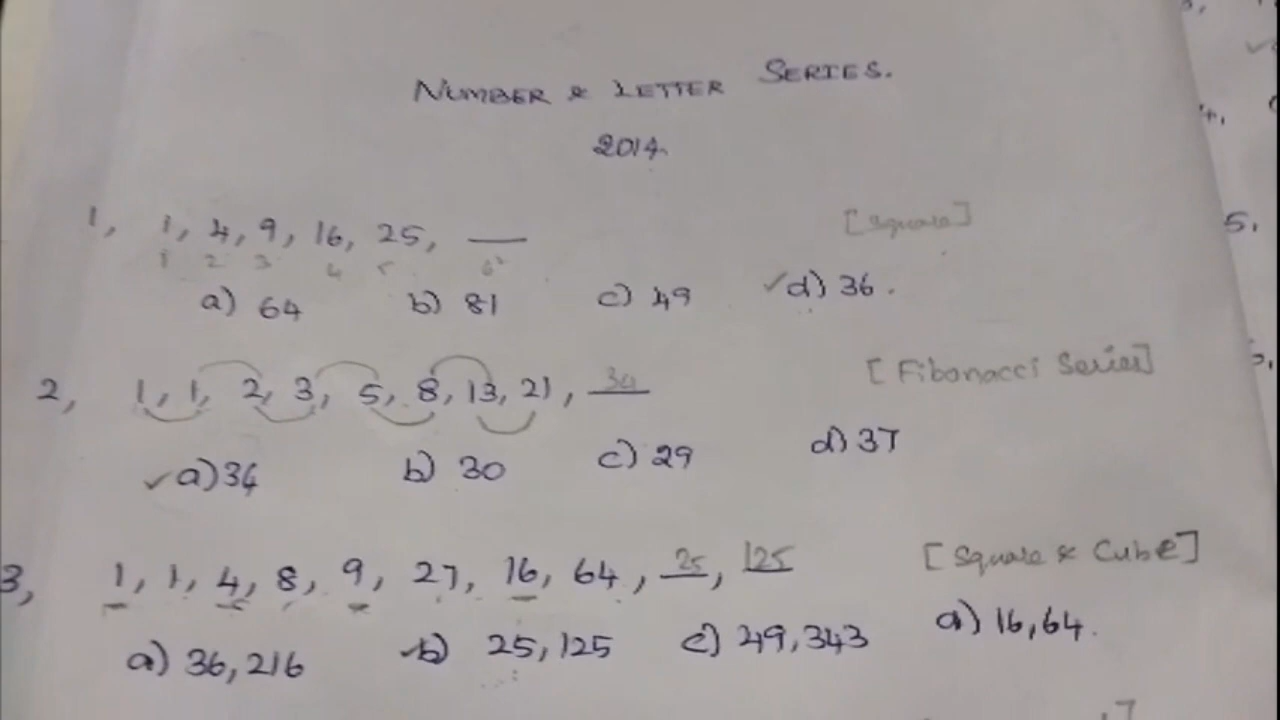 NUMBER & LETTER SERIES.
2014.
1, 1, 4, 9, 16, 25, ___ [Square]
1 2 3 4 5 6
a) 64 b) 81 c) 49 ✓d) 36.
2, 1, 1, 2, 3, 5, 8, 13, 21, 34 [Fibonacci Series]
✓a) 34 b) 30 c) 29 d) 37
3, 1, 1, 4, 8, 9, 27, 16, 64, 25, 125 [Square & Cube]
a) 36, 216 ✓b) 25, 125 c) 49, 343 d) 16, 64.
5.